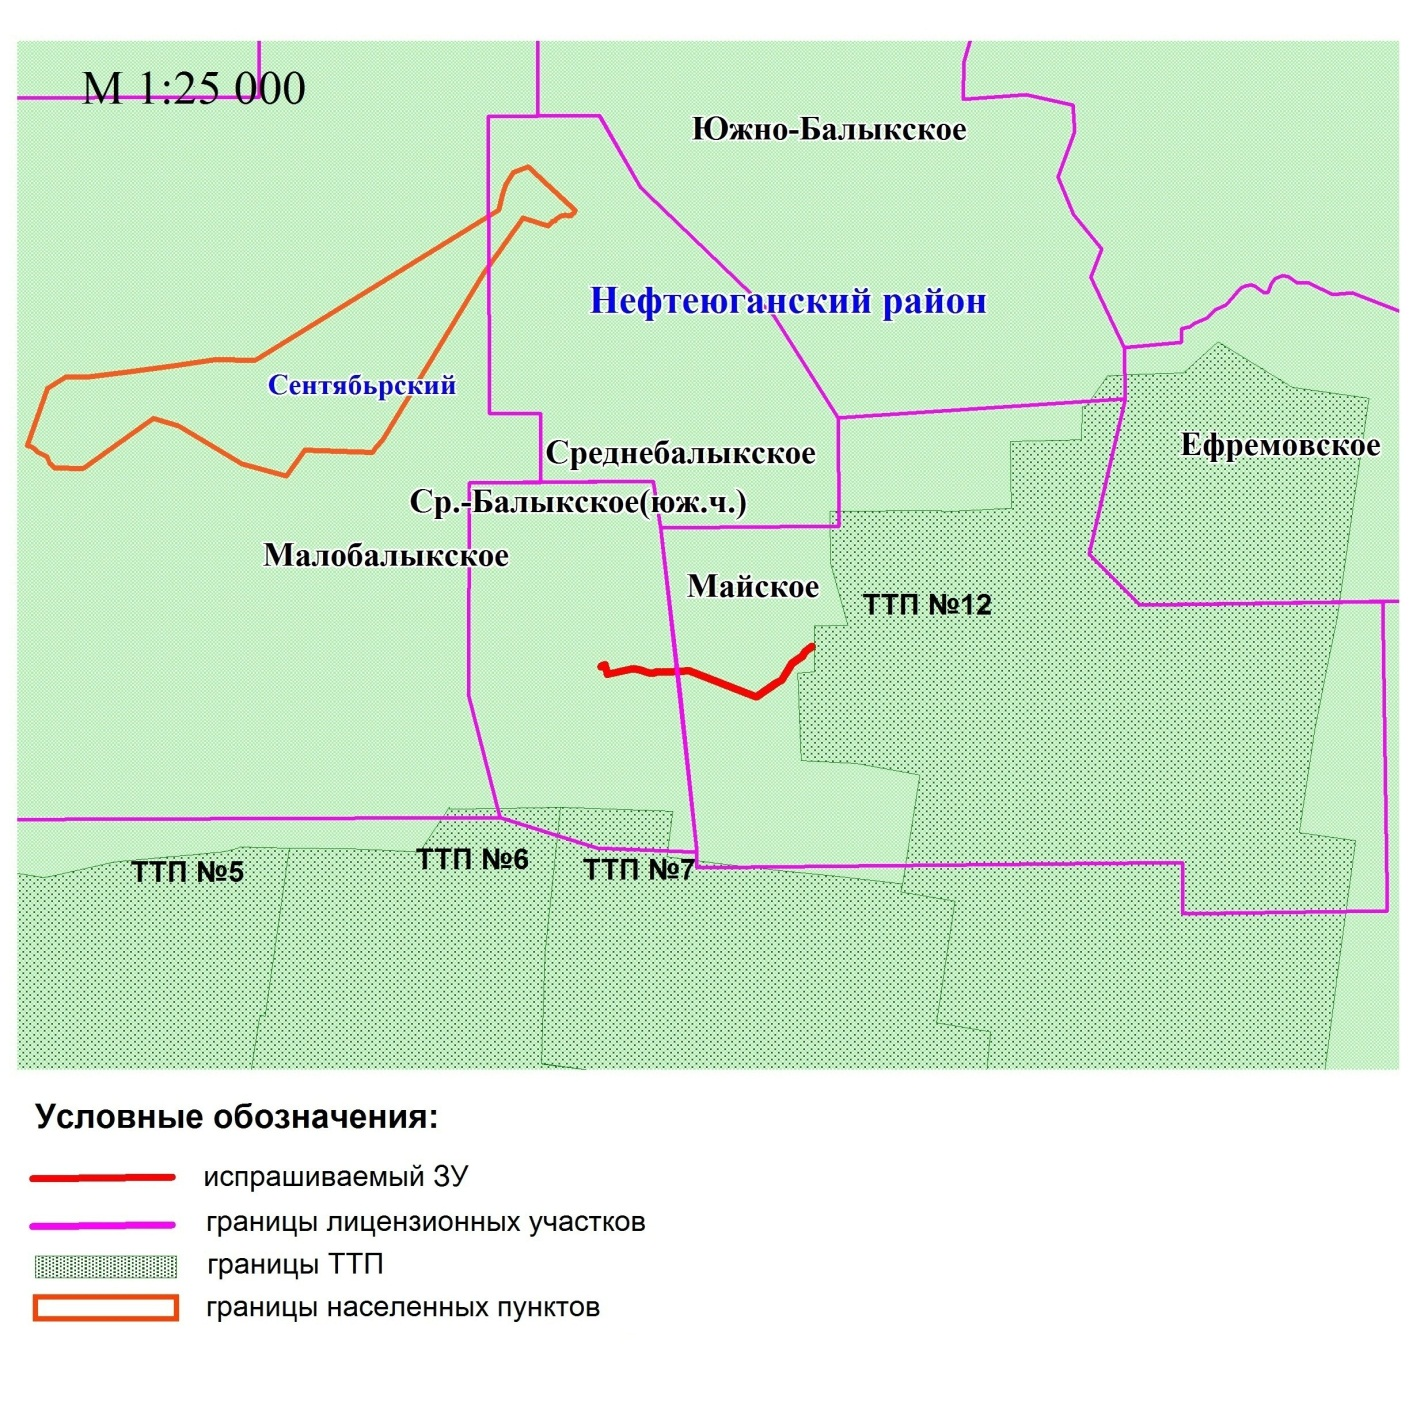 М 1:25 000
Южно-Балыкское
Нефтеюганский район
Сентябьрский
Ефремовское
Среднебалыкское
Ср.-Балыкское(юж.ч.)
Малобалыкское
Майское
ТТП №12
ТТП №5
ТТП №6
ТТП №7
Условные обозначения:
испрашиваемый ЗУ
границы лицензионных участков
границы ТТП
границы населенных пунктов